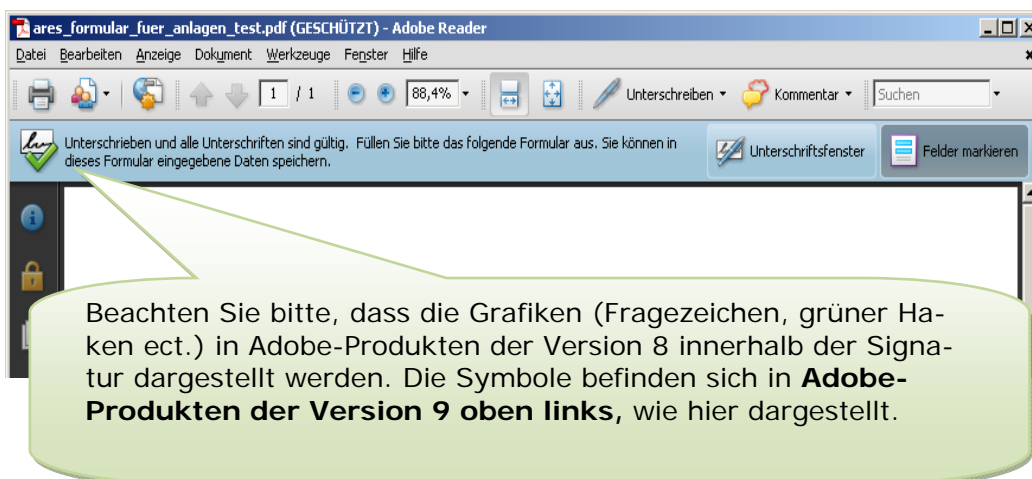 ares_formular_fuer_anlagen_test.pdf (GESCHÜTZT) - Adobe Reader
Datei Bearbeiten Anzeige Dokument Werkzeuge Fenster Hilfe
1 / 1 88,4% Unterschreiben Kommentar Suchen
Unterschrieben und alle Unterschriften sind gültig. Füllen Sie bitte das folgende Formular aus. Sie können in
dieses Formular eingegebene Daten speichern.
Unterschriftsfenster Felder markieren
Beachten Sie bitte, dass die Grafiken (Fragezeichen, grüner Ha-
ken ect.) in Adobe-Produkten der Version 8 innerhalb der Signa-
tur dargestellt werden. Die Symbole befinden sich in Adobe-
Produkten der Version 9 oben links, wie hier dargestellt.